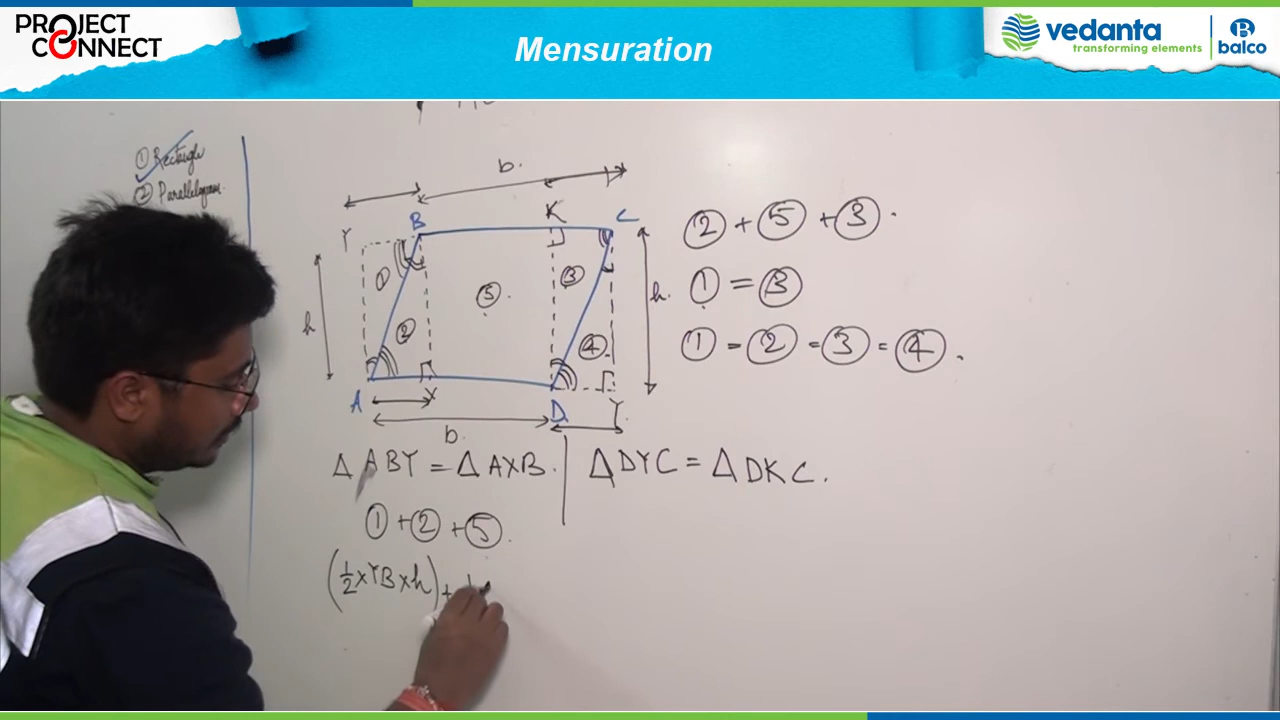 PROJECT
CONNECT
Mensuration
vedanta
transforming elements
balco
① Rectangle
② Parallelogram.
b.
K
B
C
Y
①
③
⑤.
h
h.
②
④
A
X
D
Y
b.
② + ⑤ + ③.
① = ③
① = ② = ③ = ④.
Δ ABY = Δ AXB.
Δ DYC = Δ DKC.
① + ② + ⑤.
(1/2 × YB × h) +